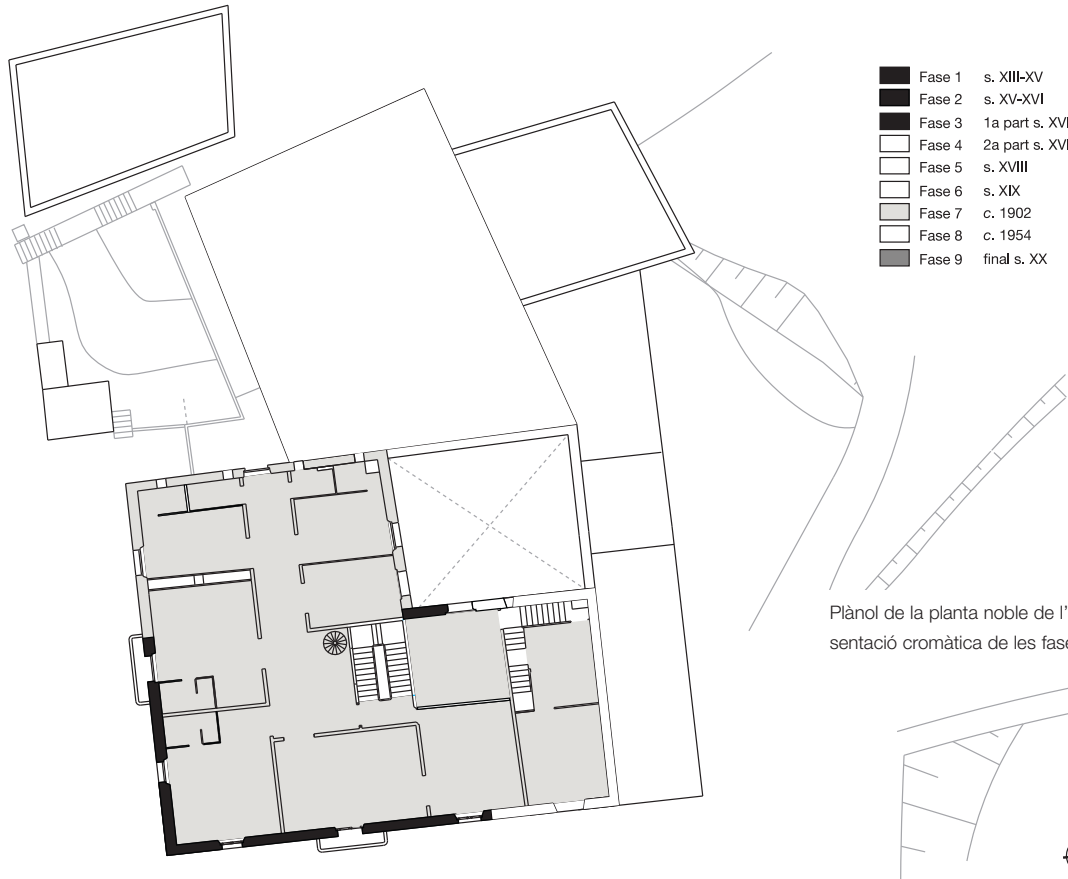 Fase 1 s. XIII-XV
Fase 2 s. XV-XVI
Fase 3 1a part s.
Fase 4 2a part s.
Fase 5 s. XVIII
Fase 6 s. XIX
Fase 7 c. 1902
Fase 8 c. 1954
Fase 9 final s. XX
Plànol de la planta noble de l'
sentació cromàtica de les fase